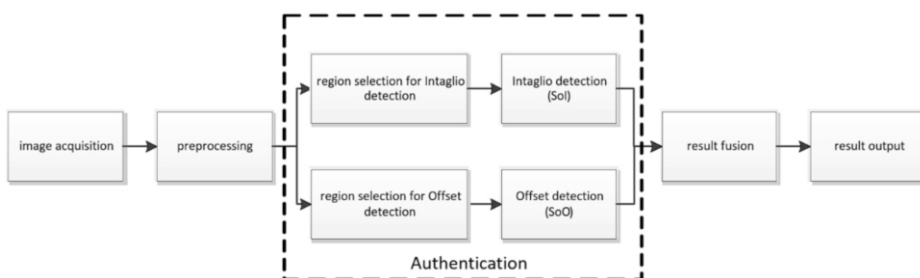 image acquisition
preprocessing
region selection for Intaglio
detection
Intaglio detection
(SoI)
region selection for Offset
detection
Offset detection
(SoO)
result fusion
result output
Authentication